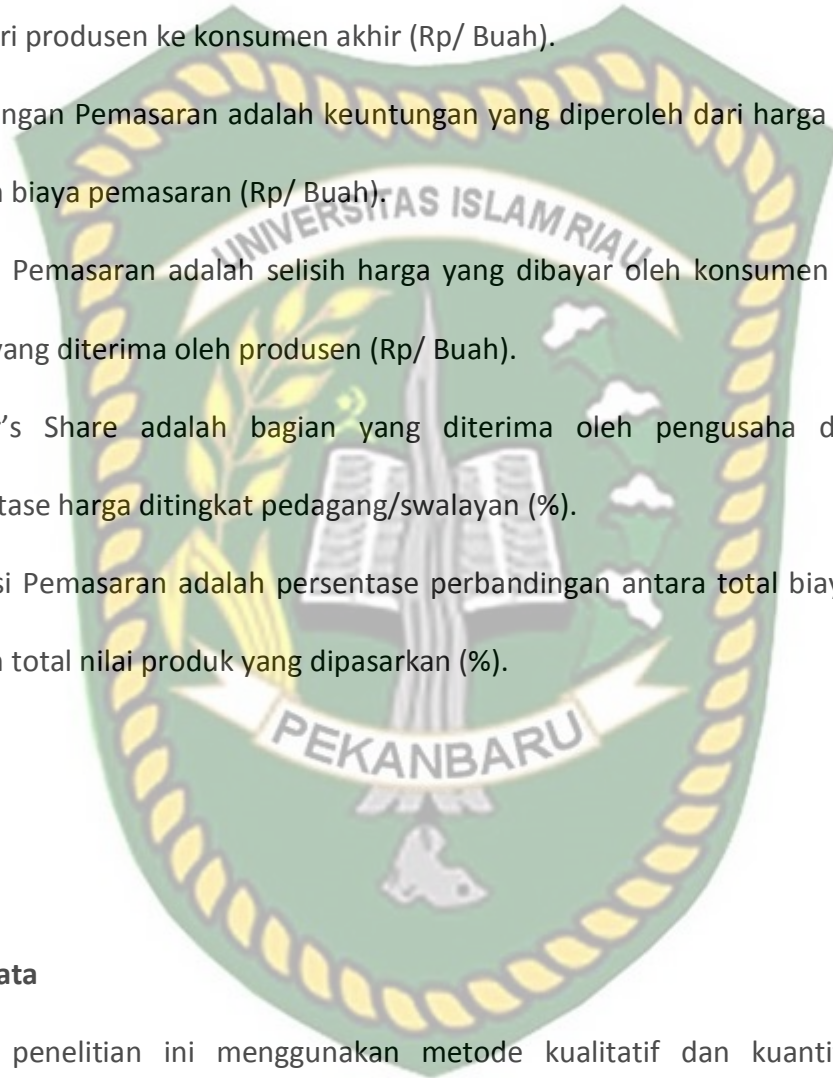 ri produsen ke konsumen akhir (Rp/ Buah).
ngan Pemasaran adalah keuntungan yang diperoleh dari harga
biaya pemasaran (Rp/ Buah).
UNIVERSITAS ISLAM RIAU
Pemasaran adalah selisih harga yang dibayar oleh konsumen
yang diterima oleh produsen (Rp/ Buah).
's Share adalah bagian yang diterima oleh pengusaha d
tase harga ditingkat pedagang/swalayan (%).
si Pemasaran adalah persentase perbandingan antara total biay
total nilai produk yang dipasarkan (%).
PEKANBARU
ata
penelitian ini menggunakan metode kualitatif dan kuanti